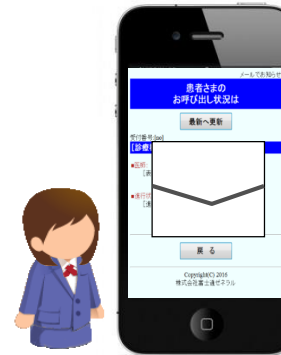 メールでお知らせ
患者さまの
お呼び出し状況は
最新へ更新
受付番号:[no]
【診療
■医師:
■進行状
戻 る
Copyright(C) 2016
株式会社富士通ゼネラル